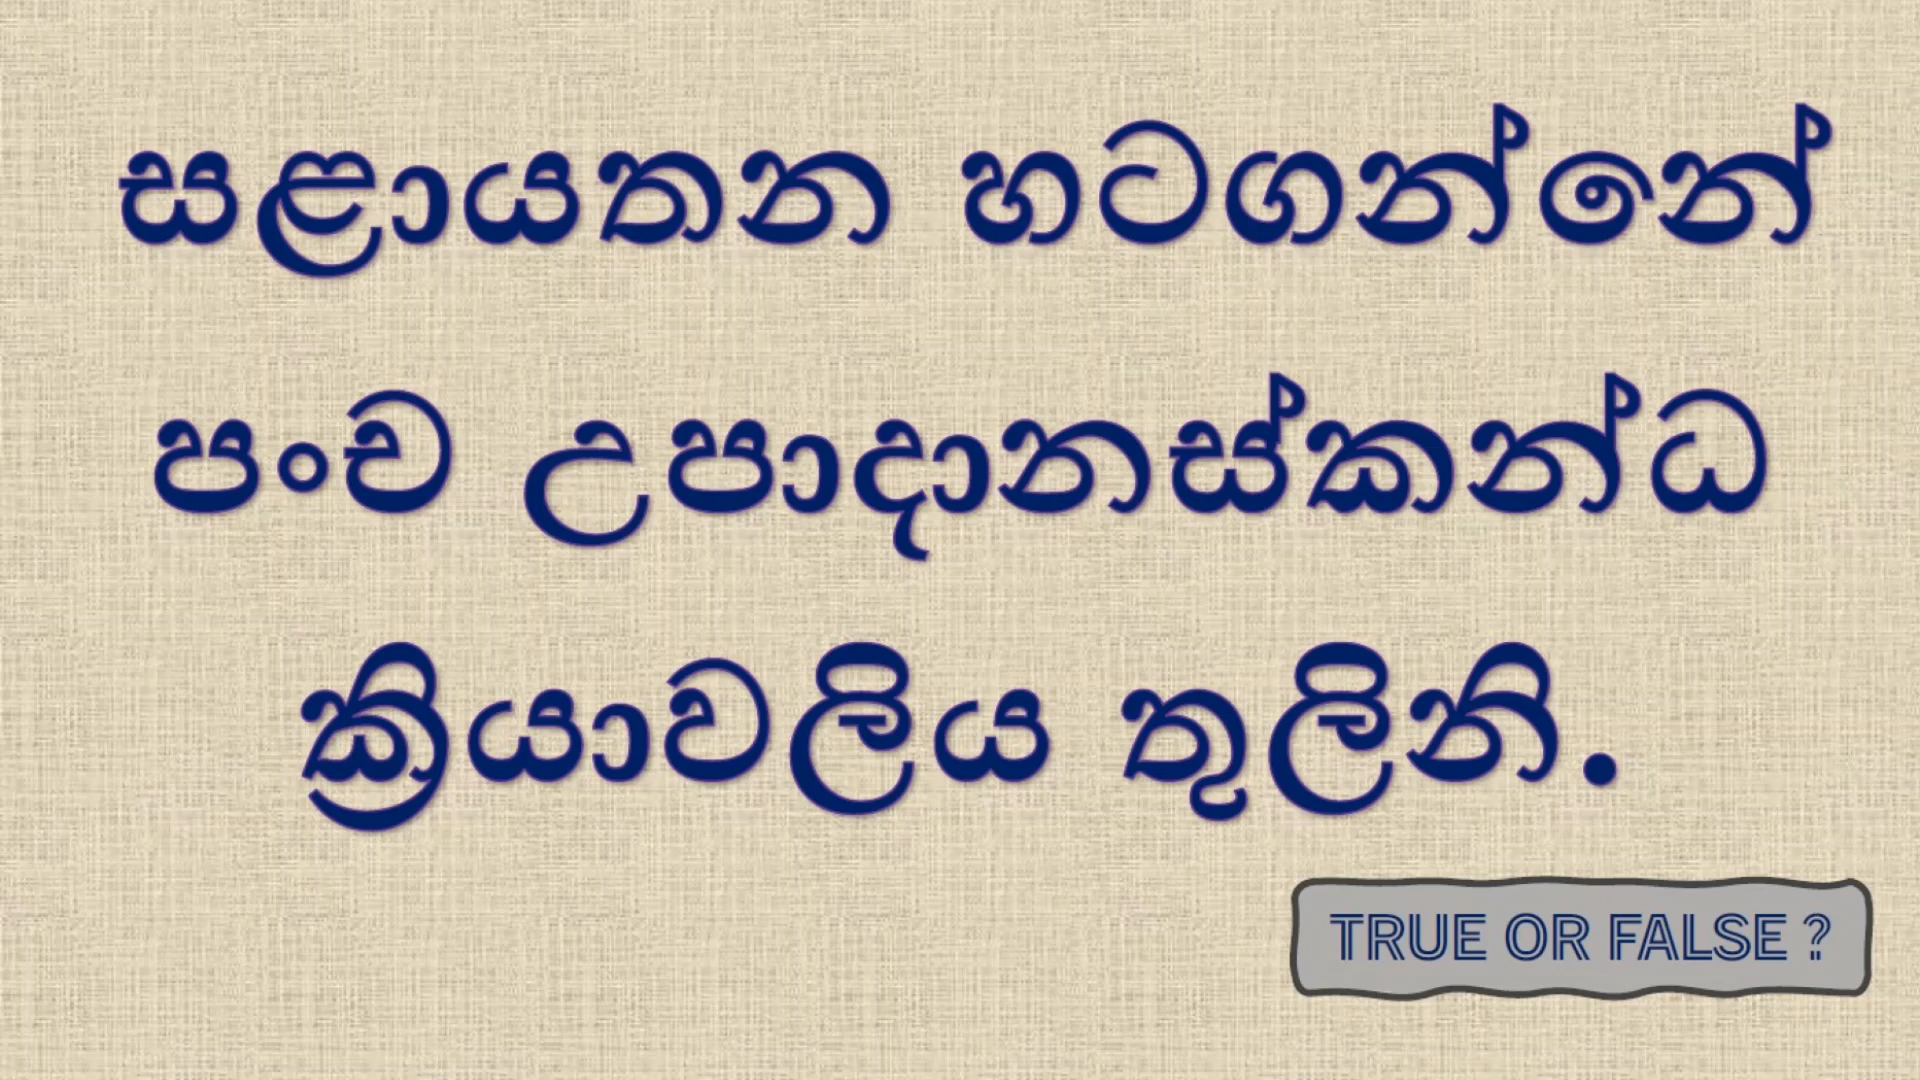 සළායතන හටගන්නේ
පංච උපාදානස්කන්ධ
ක්‍රියාවලිය තුලිනි.
TRUE OR FALSE ?